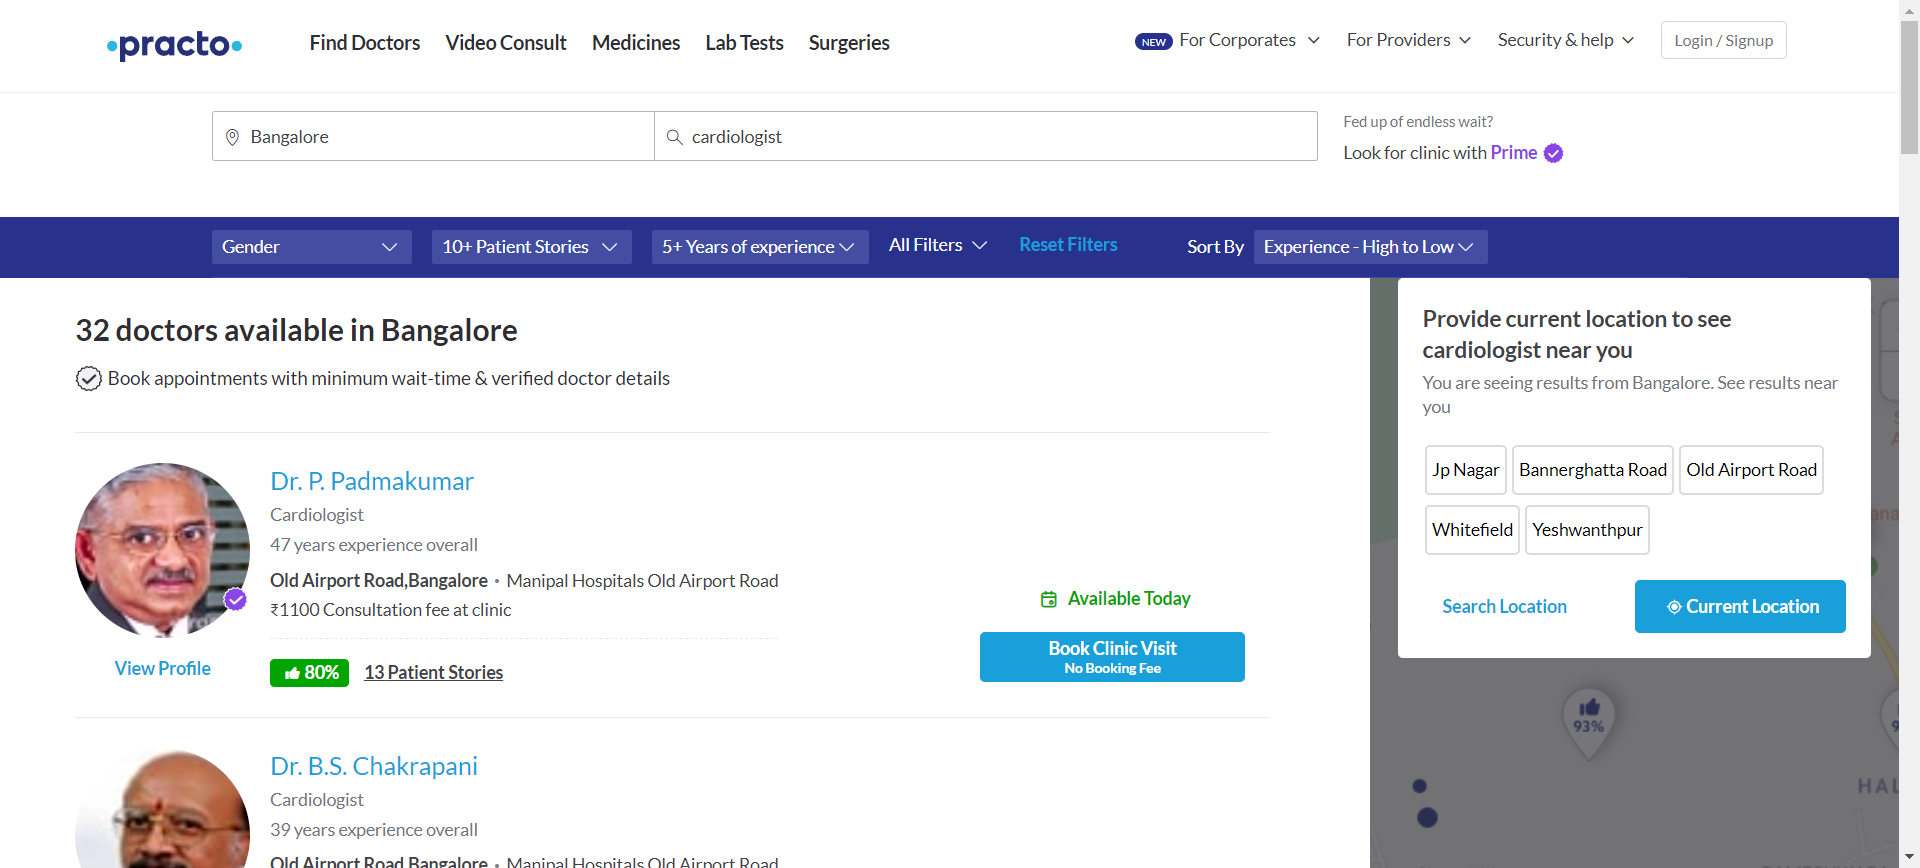 practo
Find Doctors
Video Consult
Medicines
Lab Tests
Surgeries
NEW For Corporates
For Providers
Security & help
Login / Signup
Bangalore
cardiologist
Fed up of endless wait?
Look for clinic with Prime
Gender
10+ Patient Stories
5+ Years of experience
All Filters
Reset Filters
Sort By
Experience - High to Low
32 doctors available in Bangalore
Book appointments with minimum wait-time & verified doctor details
Dr. P. Padmakumar
Cardiologist
47 years experience overall
Old Airport Road,Bangalore • Manipal Hospitals Old Airport Road
₹1100 Consultation fee at clinic
View Profile
80%
13 Patient Stories
Available Today
Book Clinic Visit
No Booking Fee
Dr. B.S. Chakrapani
Cardiologist
39 years experience overall
Old Airport Road,Bangalore • Manipal Hospitals Old Airport Road
Provide current location to see
cardiologist near you
You are seeing results from Bangalore. See results near
you
Jp Nagar
Bannerghatta Road
Old Airport Road
Whitefield
Yeshwanthpur
Search Location
Current Location
93%
HAL